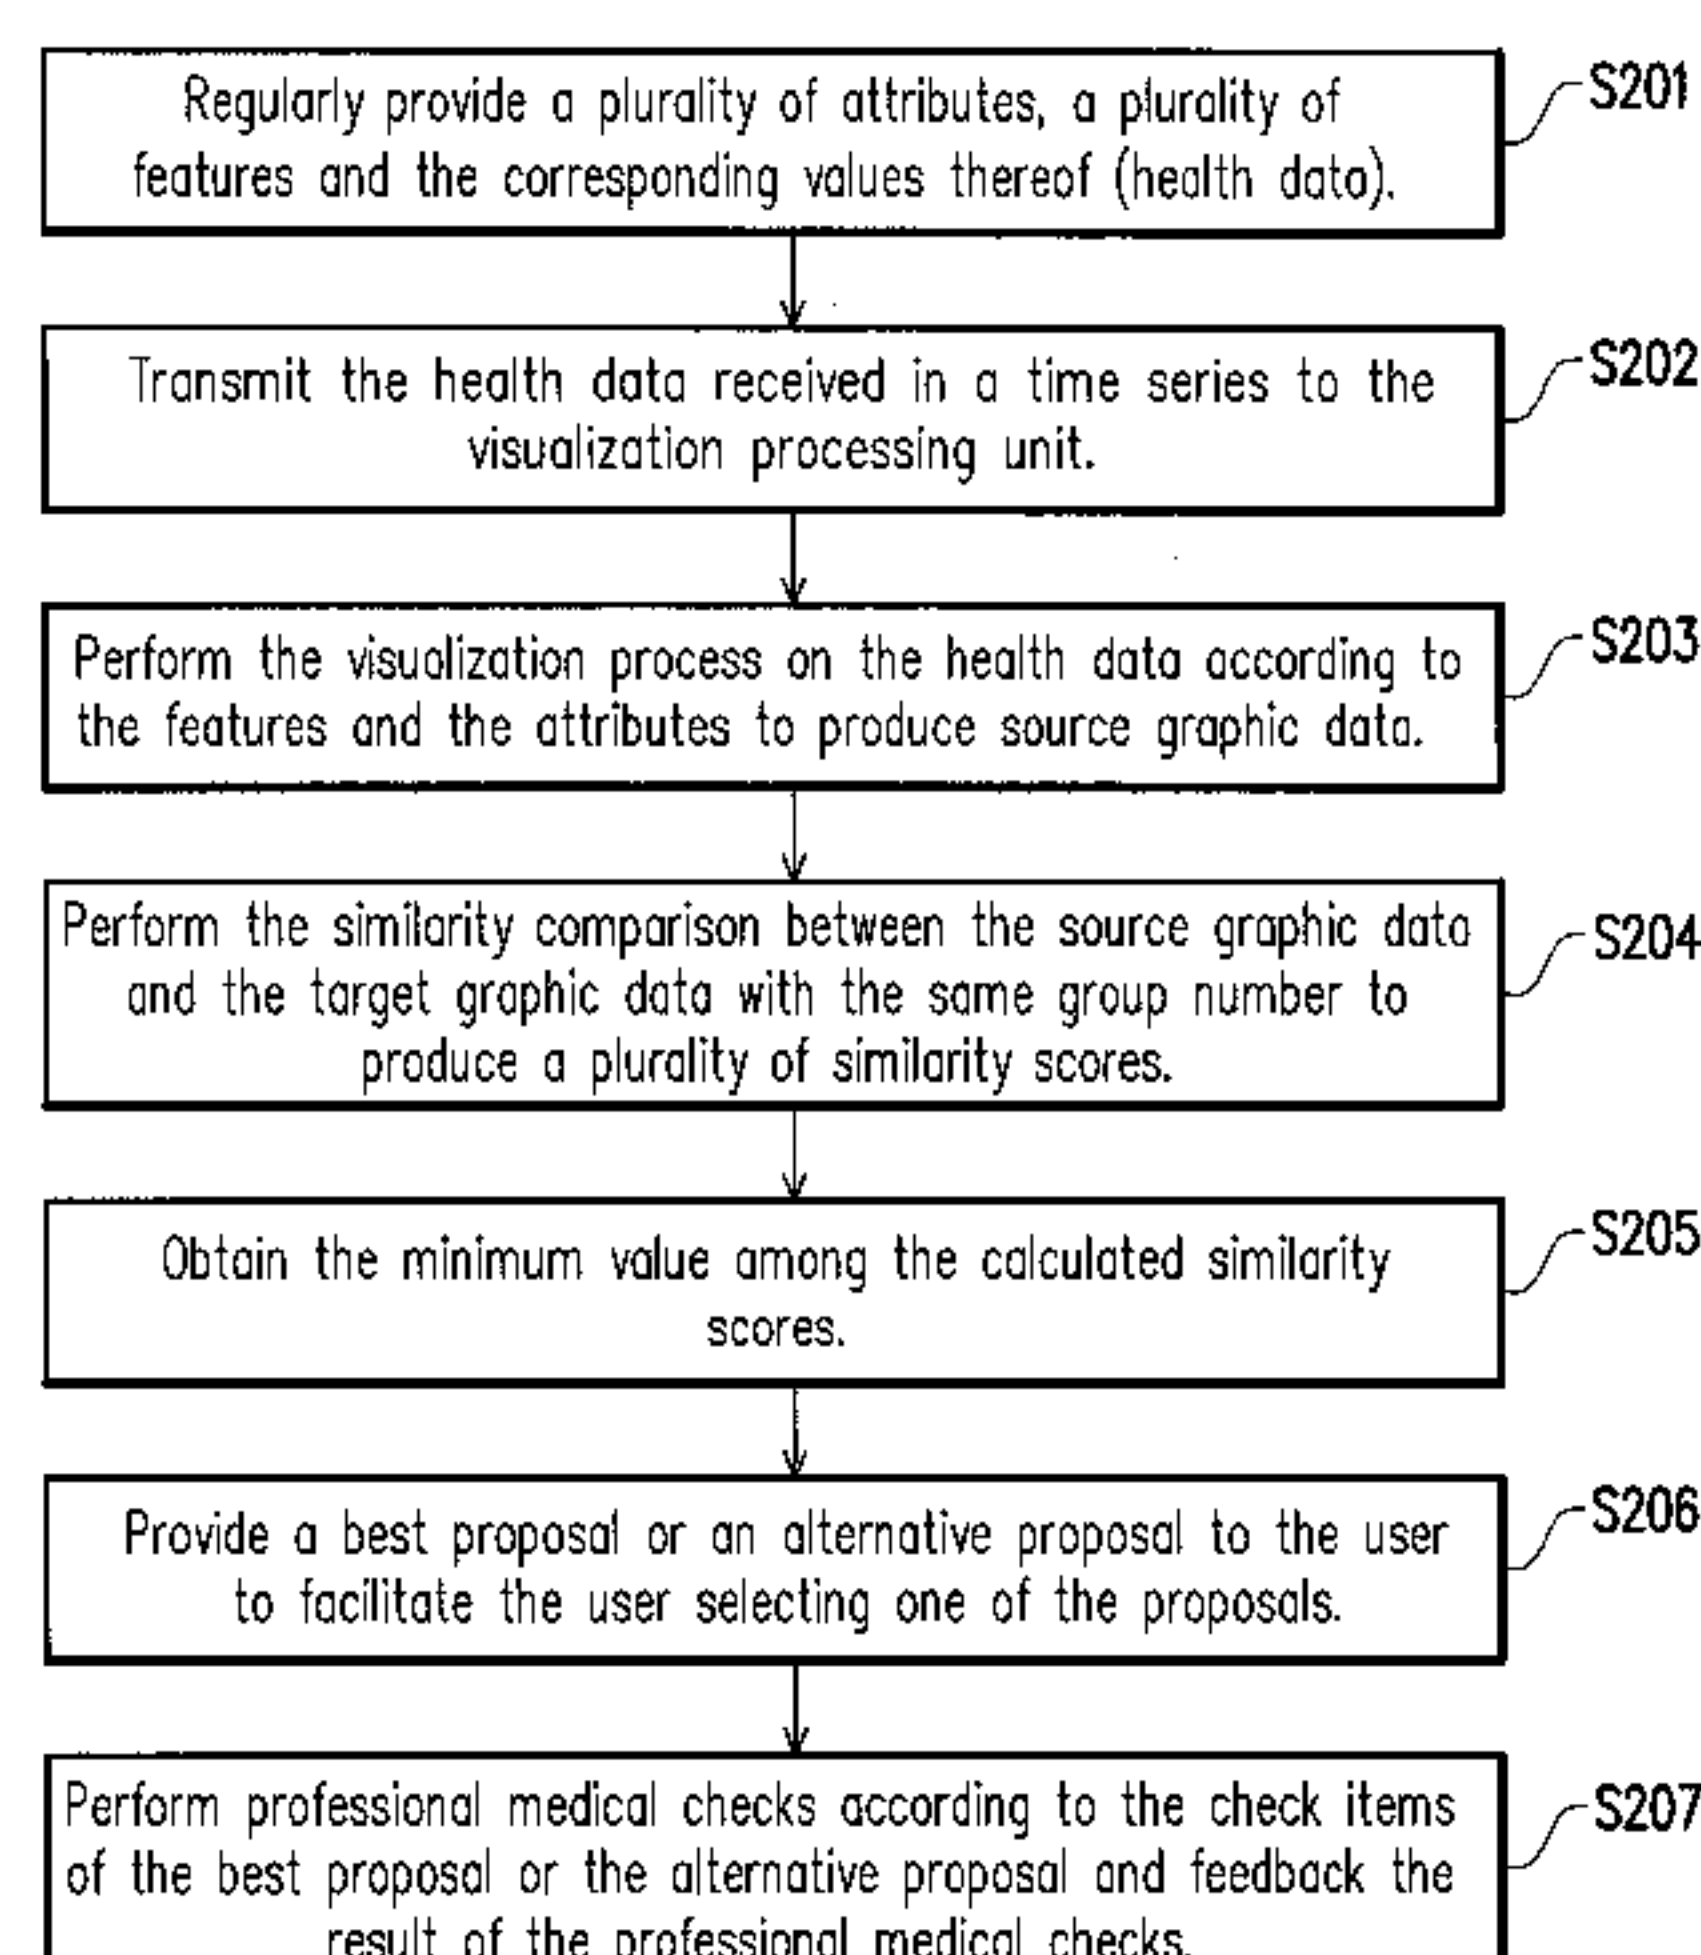 Regularly provide a plurality of attributes, a plurality of
features and the corresponding values thereof (health data).
S201
Transmit the health data received in a time series to the
visualization processing unit.
S202
Perform the visualization process on the health data according to
the features and the attributes to produce source graphic data.
S203
Perform the similarity comparison between the source graphic data
and the target graphic data with the same group number to
produce a plurality of similarity scores.
S204
Obtain the minimum value among the calculated similarity
scores.
S205
Provide a best proposal or an alternative proposal to the user
to facilitate the user selecting one of the proposals.
S206
Perform professional medical checks according to the check items
of the best proposal or the alternative proposal and feedback the
result of the professional medical checks.
S207